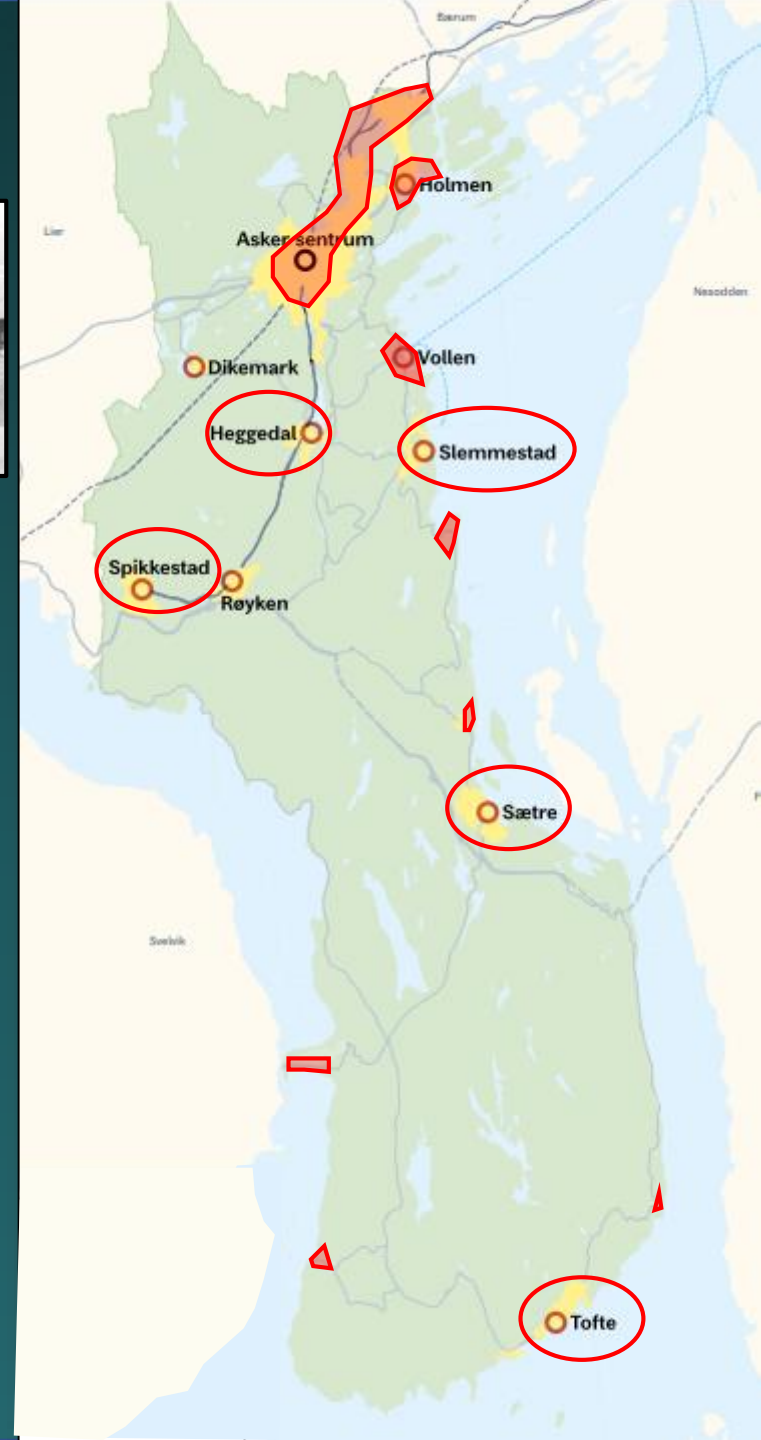 Bærum
Holmen
Asker sentrum
Lier
Nesodden
Vollen
Dikemark
Heggedal
Slemmestad
Spikkestad
Røyken
Sætre
Svelvik
Tofte